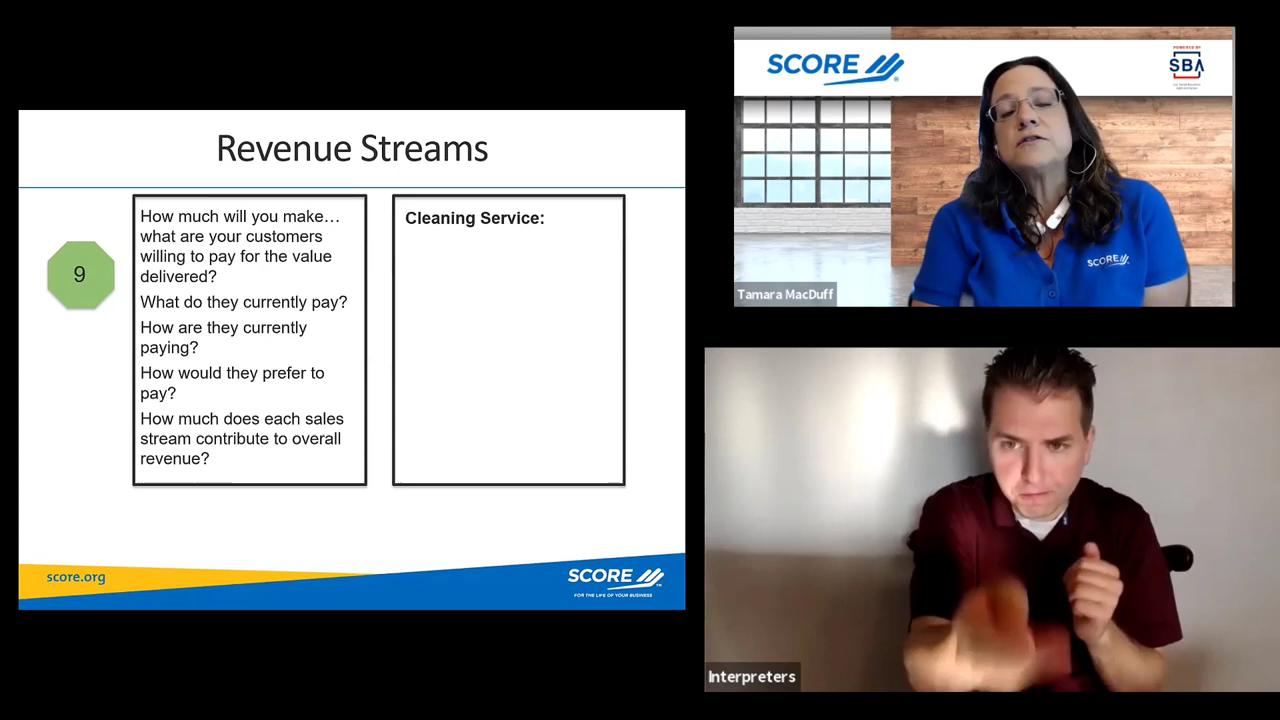 Revenue Streams
9
How much will you make…
what are your customers
willing to pay for the value
delivered?
What do they currently pay?
How are they currently
paying?
How would they prefer to
pay?
How much does each sales
stream contribute to overall
revenue?
Cleaning Service:
score.org
SCORE
FOR THE LIFE OF YOUR BUSINESS
SCORE
POWERED BY
SBA
SCORE
Tamara MacDuff
Interpreters